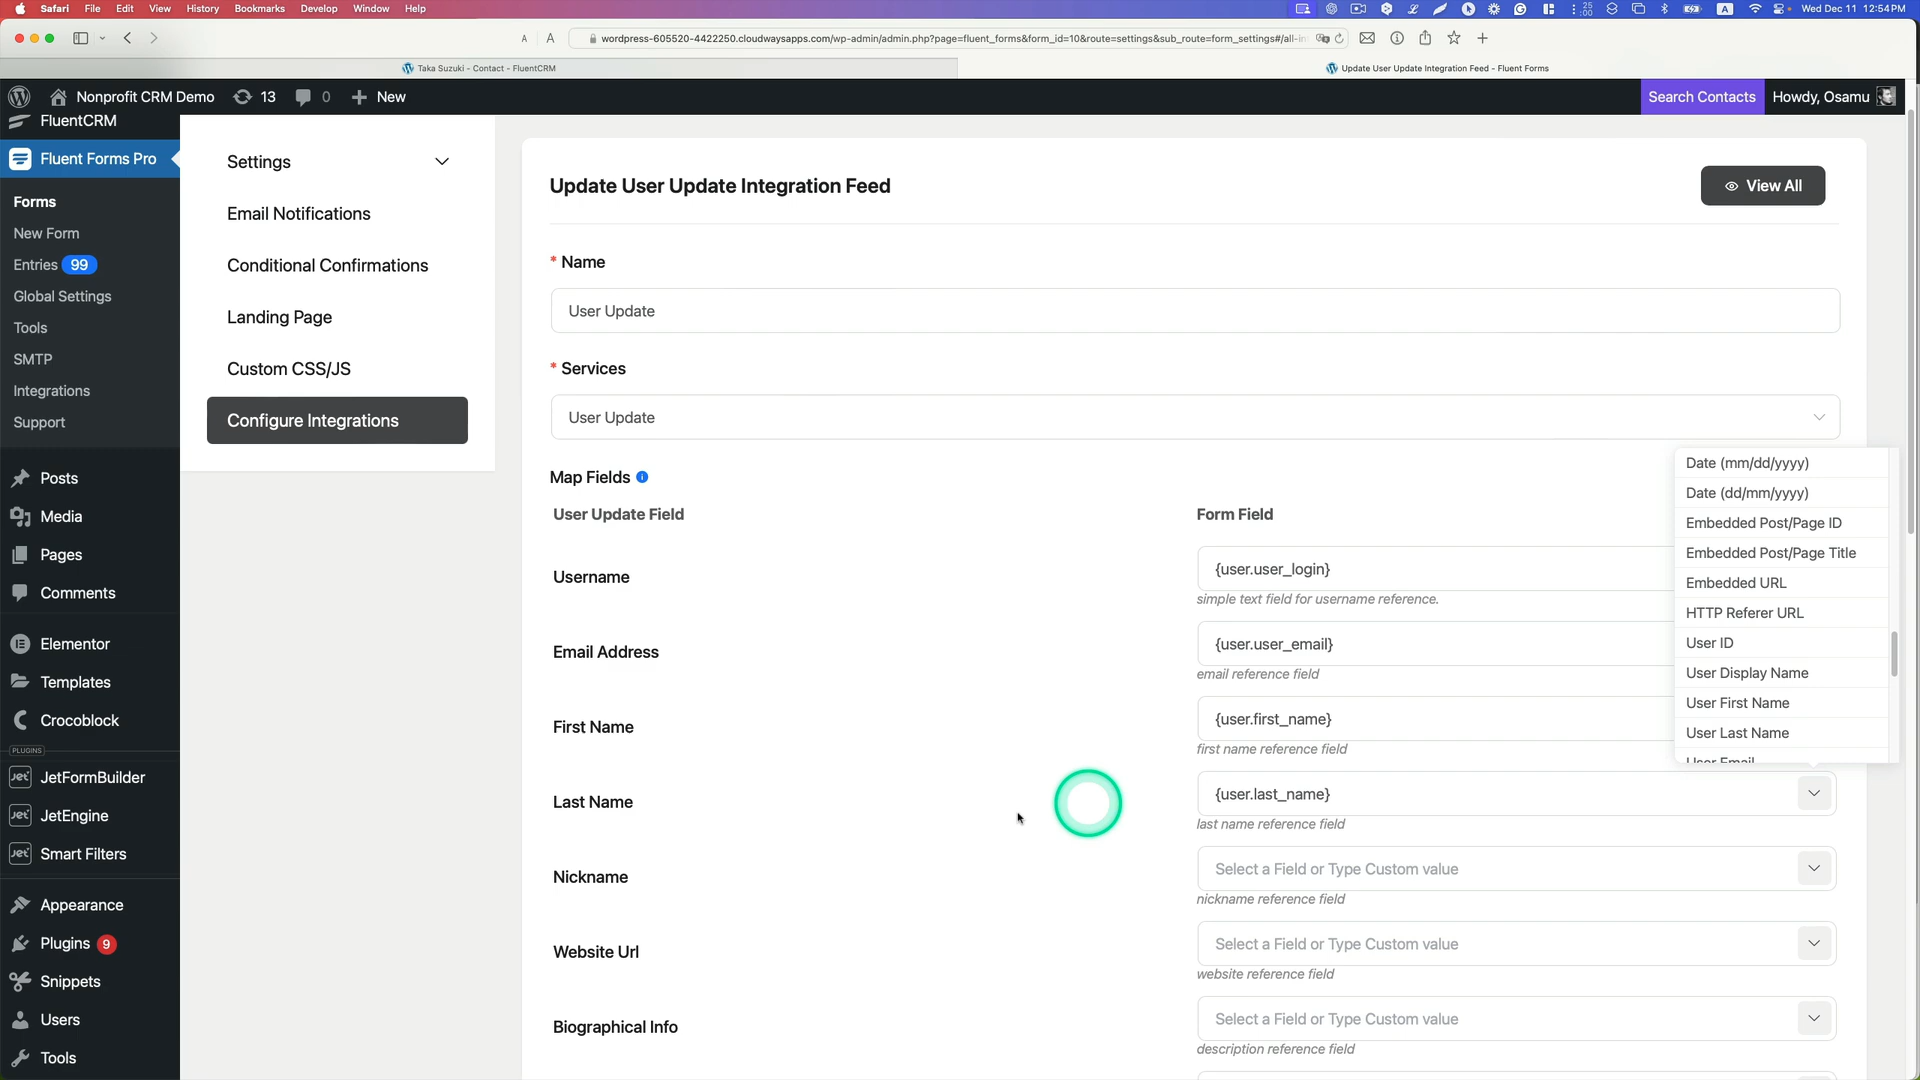 Safari File Edit View History Bookmarks Develop Window Help
25
:00
A
Wed Dec 11 12:54 PM
A A
wordpress-605520-4422250.cloudwaysapps.com/wp-admin/admin.php?page=fluent_forms&form_id=10&route=settings&sub_route=form_settings#/all-in
Taka Suzuki - Contact - FluentCRM
Update User Update Integration Feed - Fluent Forms
Nonprofit CRM Demo 13 0 New
Search Contacts Howdy, Osamu
FluentCRM
Fluent Forms Pro
Forms
New Form
Entries 99
Global Settings
Tools
SMTP
Integrations
Support
Posts
Media
Pages
Comments
Elementor
Templates
Crocoblock
PLUGINS
Jet JetFormBuilder
Jet JetEngine
Jet Smart Filters
Appearance
Plugins 9
Snippets
Users
Tools
Settings
Email Notifications
Conditional Confirmations
Landing Page
Custom CSS/JS
Configure Integrations
Update User Update Integration Feed
View All
* Name
User Update
* Services
User Update
Map Fields
User Update Field Form Field
Username {user.user_login}
simple text field for username reference.
Email Address {user.user_email}
email reference field
First Name {user.first_name}
first name reference field
Last Name {user.last_name}
last name reference field
Nickname Select a Field or Type Custom value
nickname reference field
Website Url Select a Field or Type Custom value
website reference field
Biographical Info Select a Field or Type Custom value
description reference field
Date (mm/dd/yyyy)
Date (dd/mm/yyyy)
Embedded Post/Page ID
Embedded Post/Page Title
Embedded URL
HTTP Referer URL
User ID
User Display Name
User First Name
User Last Name
User Email